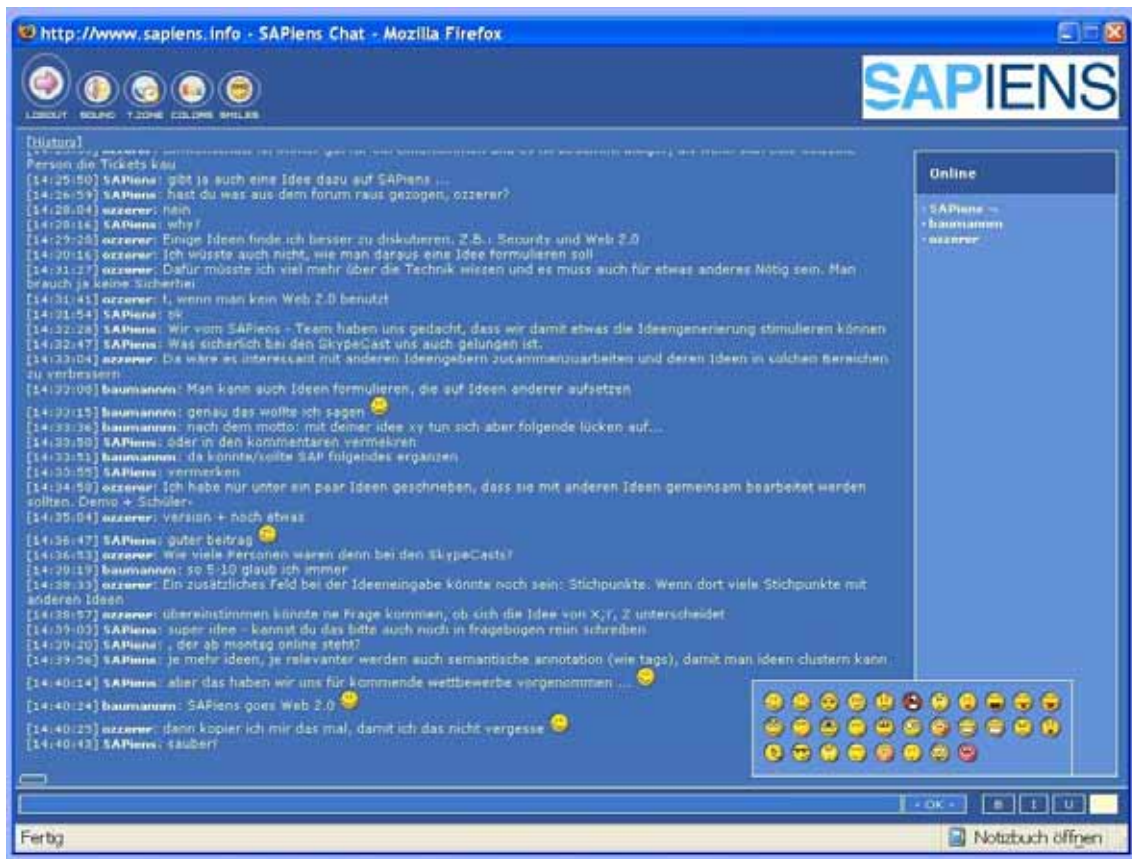 http://www.sapiens.info - SAPiens Chat - Mozilla Firefox
LOGOUT SOUND T.ZONE COLORS SMILES
SAPIENS
[History]
Person die Tickets kau
[14:25:50] SAPiens: gibt ja auch eine Idee dazu auf SAPiens ...
[14:26:59] SAPiens: hast du was aus dem forum raus gezogen, ozzerer?
[14:28:04] ozzerer: nein
[14:28:16] SAPiens: why?
[14:29:28] ozzerer: Einige Ideen finde ich besser zu diskutieren. Z.B.: Security und Web 2.0
[14:30:16] ozzerer: Ich wüsste auch nicht, wie man daraus eine Idee formulieren soll
[14:31:27] ozzerer: Dafür müsste ich viel mehr über die Technik wissen und es muss auch für etwas anderes Nötig sein. Man
brauch ja keine Sicherhei
[14:31:41] ozzerer: t, wenn man kein Web 2.0 benutzt
[14:31:54] SAPiens: ok
[14:32:28] SAPiens: Wir vom SAPiens - Team haben uns gedacht, dass wir damit etwas die Ideengenerierung stimulieren können
[14:32:47] SAPiens: Was sicherlich bei den SkypeCast uns auch gelungen ist.
[14:33:04] ozzerer: Da wäre es interessant mit anderen Ideengebern zusammenzuarbeiten und deren Ideen in solchen Bereichen
zu verbessern
[14:33:08] baumannm: Man kann auch Ideen formulieren, die auf Ideen anderer aufsetzen
[14:33:15] baumannm: genau das wollte ich sagen
[14:33:36] baumannm: nach dem motto: mit deiner idee xy tun sich aber folgende lücken auf...
[14:33:50] SAPiens: oder in den kommentaren vermekren
[14:33:51] baumannm: da könnte/sollte SAP folgendes ergänzen
[14:33:55] SAPiens: vermerken
[14:34:58] ozzerer: Ich habe nur unter ein paar Ideen geschrieben, dass sie mit anderen Ideen gemeinsam bearbeitet werden
sollten. Demo + Schüler-
[14:35:04] ozzerer: version + noch etwas
[14:36:47] SAPiens: guter beitrag
[14:36:53] ozzerer: Wie viele Personen waren denn bei den SkypeCasts?
baumannm: so 5-10 glaub ich immer
[14:38:33] ozzerer: Ein zusätzliches Feld bei der Ideeneingabe könnte noch sein: Stichpunkte. Wenn dort viele Stichpunkte mit
anderen Ideen
[14:38:57] ozzerer: übereinstimmen könnte ne Frage kommen, ob sich die Idee von X,Y, Z unterscheidet
[14:39:03] SAPiens: super idee - kannst du das bitte auch noch in fragebogen rein schreiben
[14:39:20] SAPiens: , der ab montag online steht?
[14:39:56] SAPiens: je mehr ideen, je relevanter werden auch semantische annotation (wie tags), damit man ideen clustern kann
[14:40:14] SAPiens: aber das haben wir uns für kommende wettbewerbe vorgenommen ...
[14:40:24] baumannm: SAPiens goes Web 2.0
[14:40:25] ozzerer: dann kopier ich mir das mal, damit ich das nicht vergesse
[14:40:43] SAPiens: sauber!
Online
SAPiens
baumannm
ozzerer
- OK - B I U
Fertig
Notizbuch öffnen